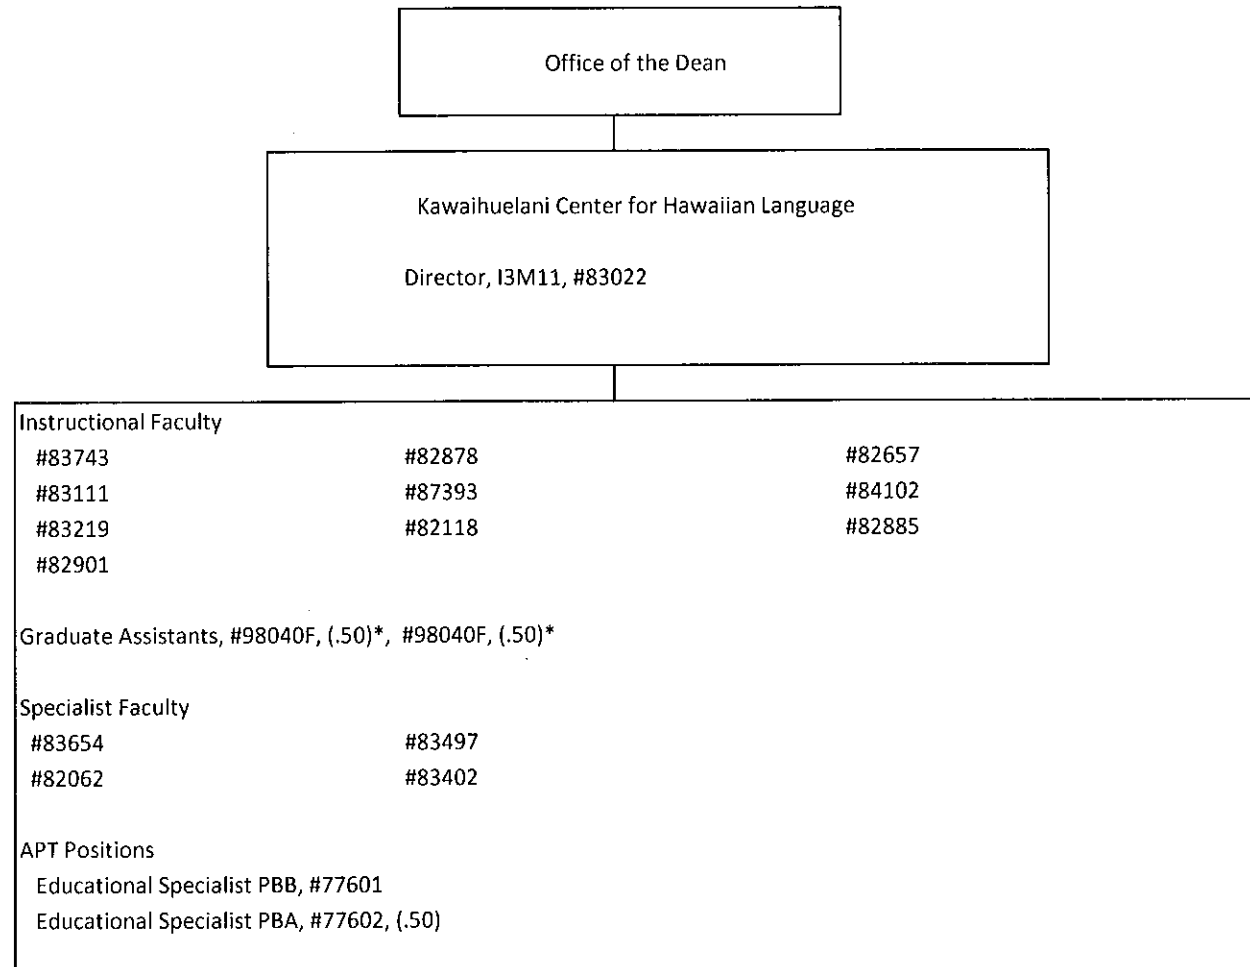 Office of the Dean
Kawaihuelani Center for Hawaiian Language
Director, I3M11, #83022
Instructional Faculty
#83743 #82878 #82657
#83111 #87393 #84102
#83219 #82118 #82885
#82901
Graduate Assistants, #98040F, (.50)*, #98040F, (.50)*
Specialist Faculty
#83654 #83497
#82062 #83402
APT Positions
Educational Specialist PBB, #77601
Educational Specialist PBA, #77602, (.50)